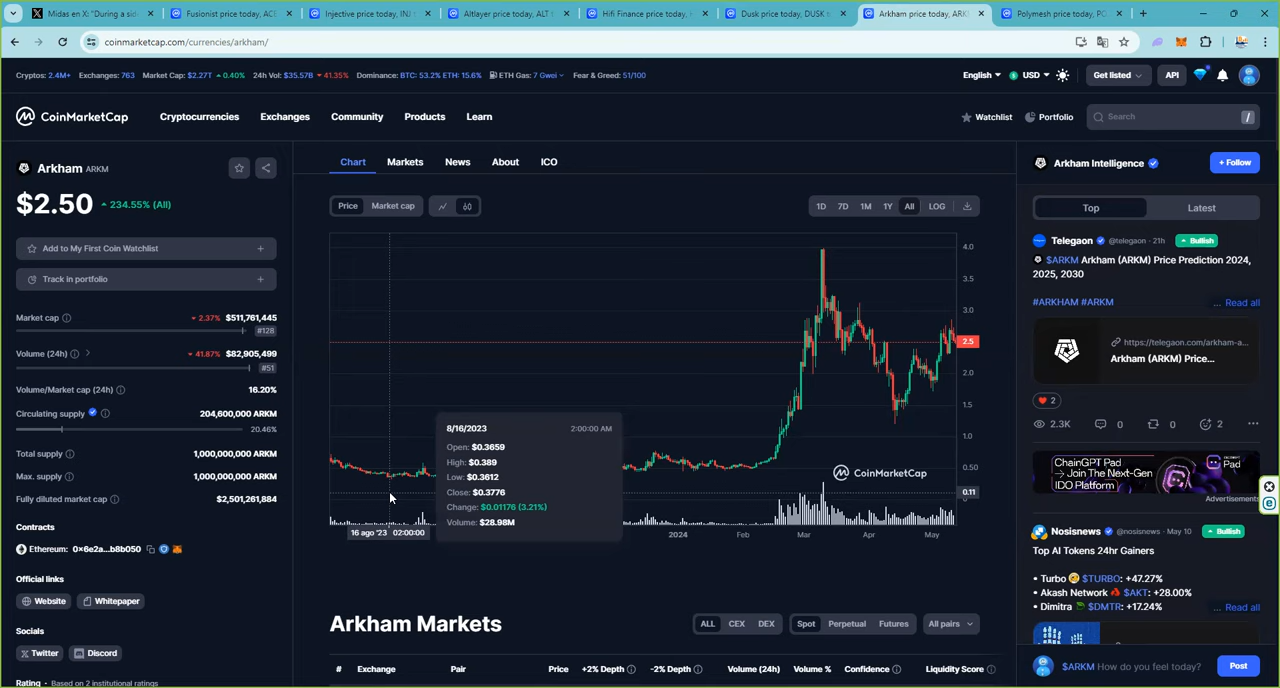 Midas en X: "During a sid
Fusionist price today, ACE
Injective price today, INJ t
Altlayer price today, ALT t
Hifi Finance price today,
Dusk price today, DUSK to
Arkham price today, ARK
Polymesh price today, PO
coinmarketcap.com/currencies/arkham/
Cryptos: 2.4M+ Exchanges: 763 Market Cap: $2.27T 0.40% 24h Vol: $35.57B 41.35% Dominance: BTC: 53.2% ETH: 15.6% ETH Gas: 7 Gwei Fear & Greed: 51/100
English USD Get listed API
CoinMarketCap
Cryptocurrencies Exchanges Community Products Learn
Watchlist Portfolio Search /
Arkham ARKM
$2.50 234.55% (All)
Add to My First Coin Watchlist +
Track in portfolio +
Market cap 2.37% $511,761,445
#128
Volume (24h) 41.87% $82,905,499
#51
Volume/Market cap (24h) 16.20%
Circulating supply 204,600,000 ARKM
20.46%
Total supply 1,000,000,000 ARKM
Max. supply 1,000,000,000 ARKM
Fully diluted market cap $2,501,261,884
Contracts
Ethereum: 0x6e2a...b8b050
Official links
Website Whitepaper
Socials
Twitter Discord
Rating • Based on 2 institutional ratings
Chart Markets News About ICO
Price Market cap
1D 7D 1M 1Y All LOG
4.0
3.5
3.0
2.5
2.0
1.5
1.0
0.50
0.11
8/16/2023 2:00:00 AM
Open: $0.3659
High: $0.389
Low: $0.3612
Close: $0.3776
Change: $0.01176 (3.21%)
Volume: $28.98M
CoinMarketCap
16 ago '23 02:00:00
2024 Feb Mar Apr May
Arkham Markets
ALL CEX DEX Spot Perpetual Futures All pairs
# Exchange Pair Price +2% Depth -2% Depth Volume (24h) Volume % Confidence Liquidity Score
Arkham Intelligence + Follow
Top Latest
Telegaon @telegaon · 21h Bullish
$ARKM Arkham (ARKM) Price Prediction 2024,
2025, 2030
#ARKHAM #ARKM ... Read all
https://telegaon.com/arkham-a...
Arkham (ARKM) Price...
2
2.3K 0 0 2
ChainGPT Pad
→ Join The Next-Gen
IDO Platform
Pad
Advertisements
Nosisnews @nosisnews · May 10 Bullish
Top AI Tokens 24hr Gainers
• Turbo $TURBO: +47.27%
• Akash Network $AKT: +28.00%
• Dimitra $DMTR: +17.24% ... Read all
$ARKM How do you feel today? Post